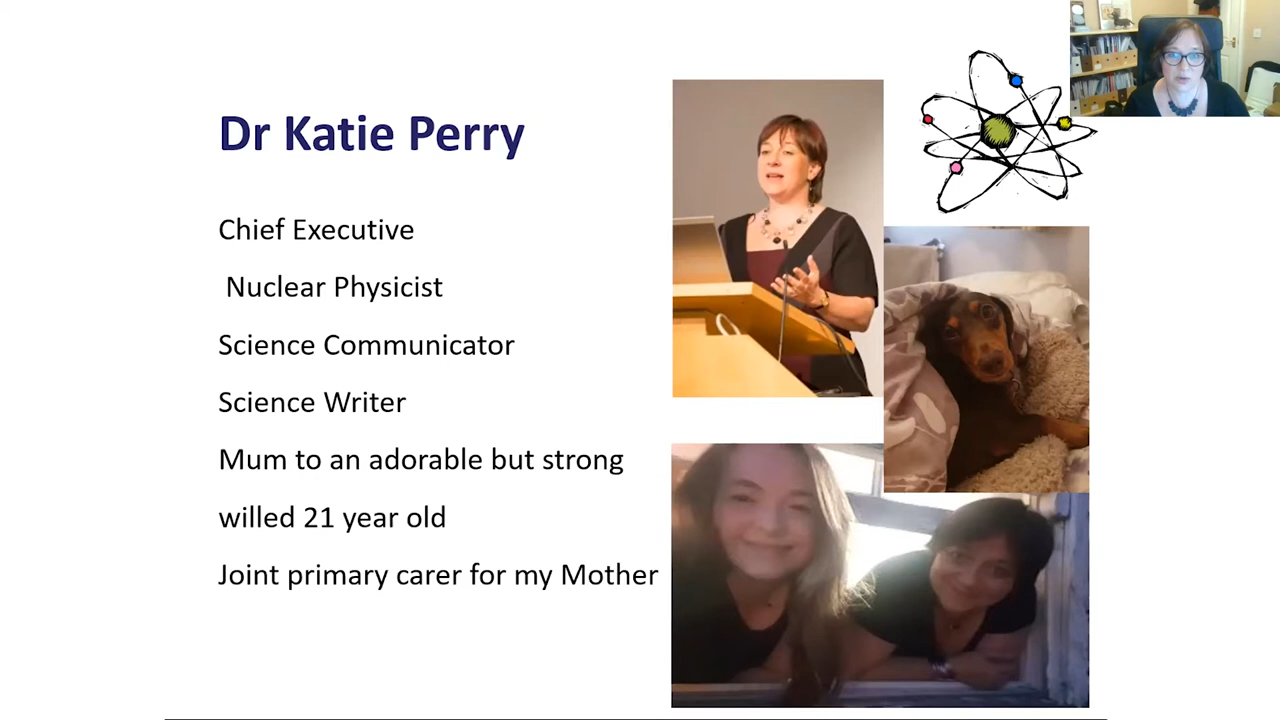 Dr Katie Perry
Chief Executive
Nuclear Physicist
Science Communicator
Science Writer
Mum to an adorable but strong
willed 21 year old
Joint primary carer for my Mother